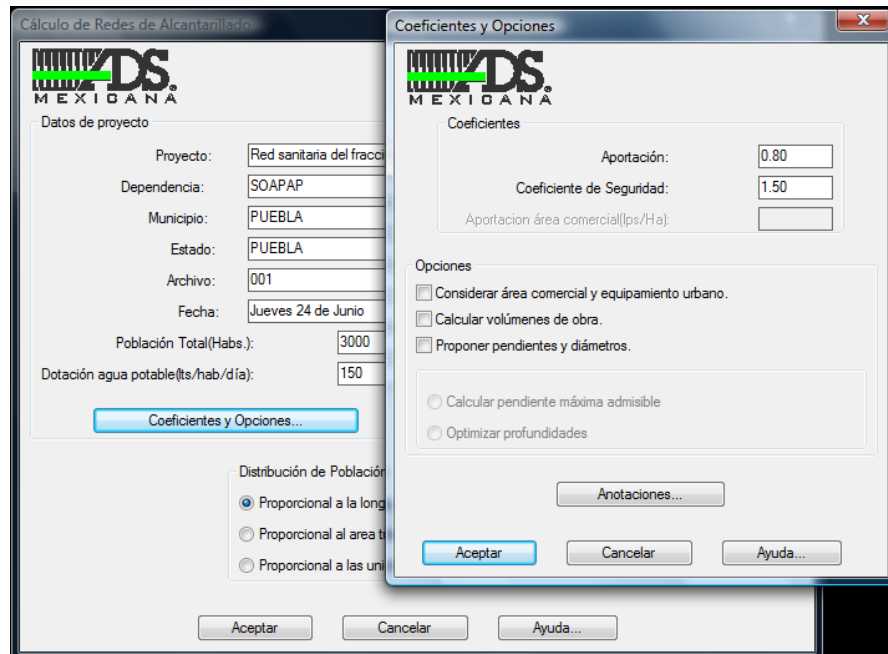 Cálculo de Redes de Alcantarillado
ADS.
MEXICANA
Datos de proyecto
Proyecto: Red sanitaria del fracci
Dependencia: SOAPAP
Municipio: PUEBLA
Estado: PUEBLA
Archivo: 001
Fecha: Jueves 24 de Junio
Población Total(Habs.): 3000
Dotación agua potable(lts/hab/día): 150
Coeficientes y Opciones...
Distribución de Población
Proporcional a la long
Proporcional al area t
Proporcional a las uni
Aceptar Cancelar Ayuda...
Coeficientes y Opciones
ADS.
MEXICANA
Coeficientes
Aportación: 0.80
Coeficiente de Seguridad: 1.50
Aportacion área comercial(lps/Ha):
Opciones
Considerar área comercial y equipamiento urbano.
Calcular volúmenes de obra.
Proponer pendientes y diámetros.
Calcular pendiente máxima admisible
Optimizar profundidades
Anotaciones...
Aceptar Cancelar Ayuda...